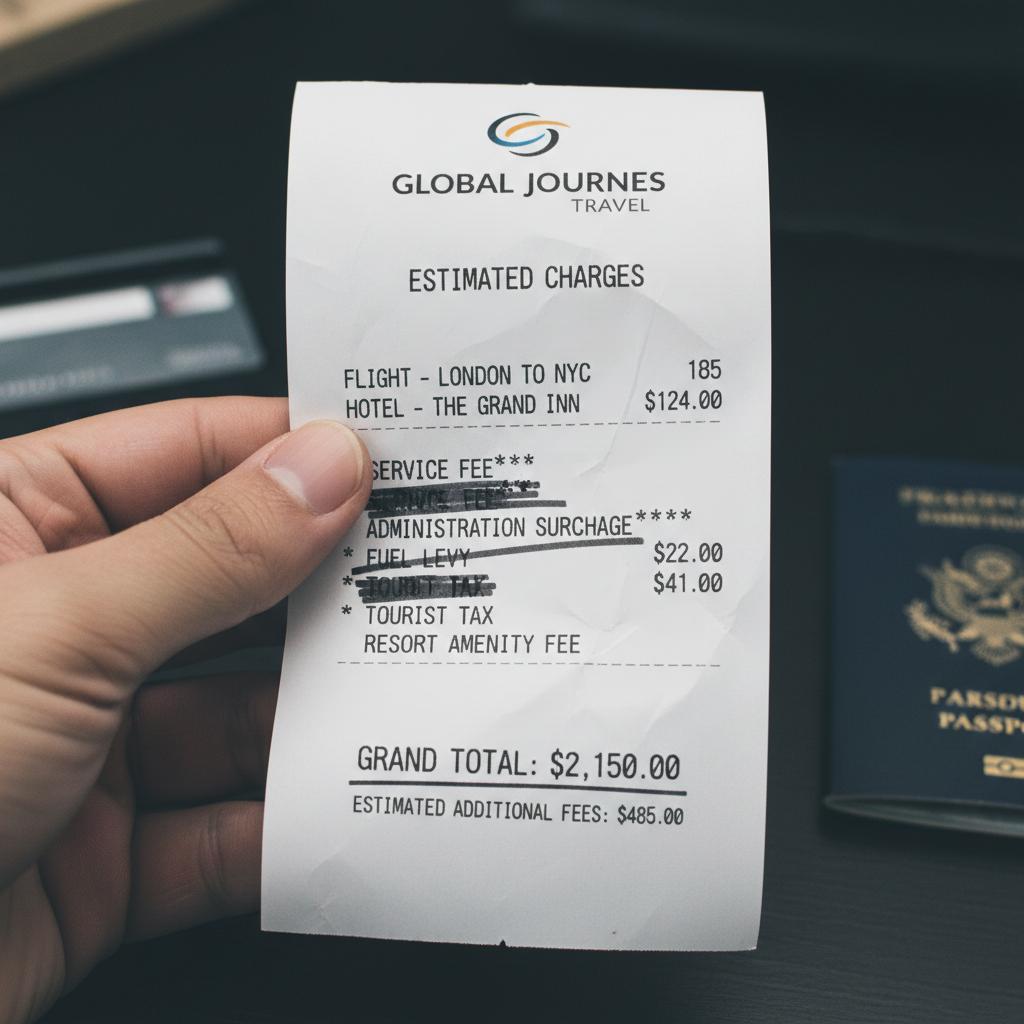 GLOBAL JOURNES
TRAVEL
ESTIMATED CHARGES
FLIGHT - LONDON TO NYC 185
HOTEL - THE GRAND INN $124.00
SERVICE FEE***
ADMINISTRATION SURCHAGE****
* FUEL LEVY $22.00
* TOURIT TAX $41.00
* TOURIST TAX
RESORT AMENITY FEE
GRAND TOTAL: $2,150.00
ESTIMATED ADDITIONAL FEES: $485.00